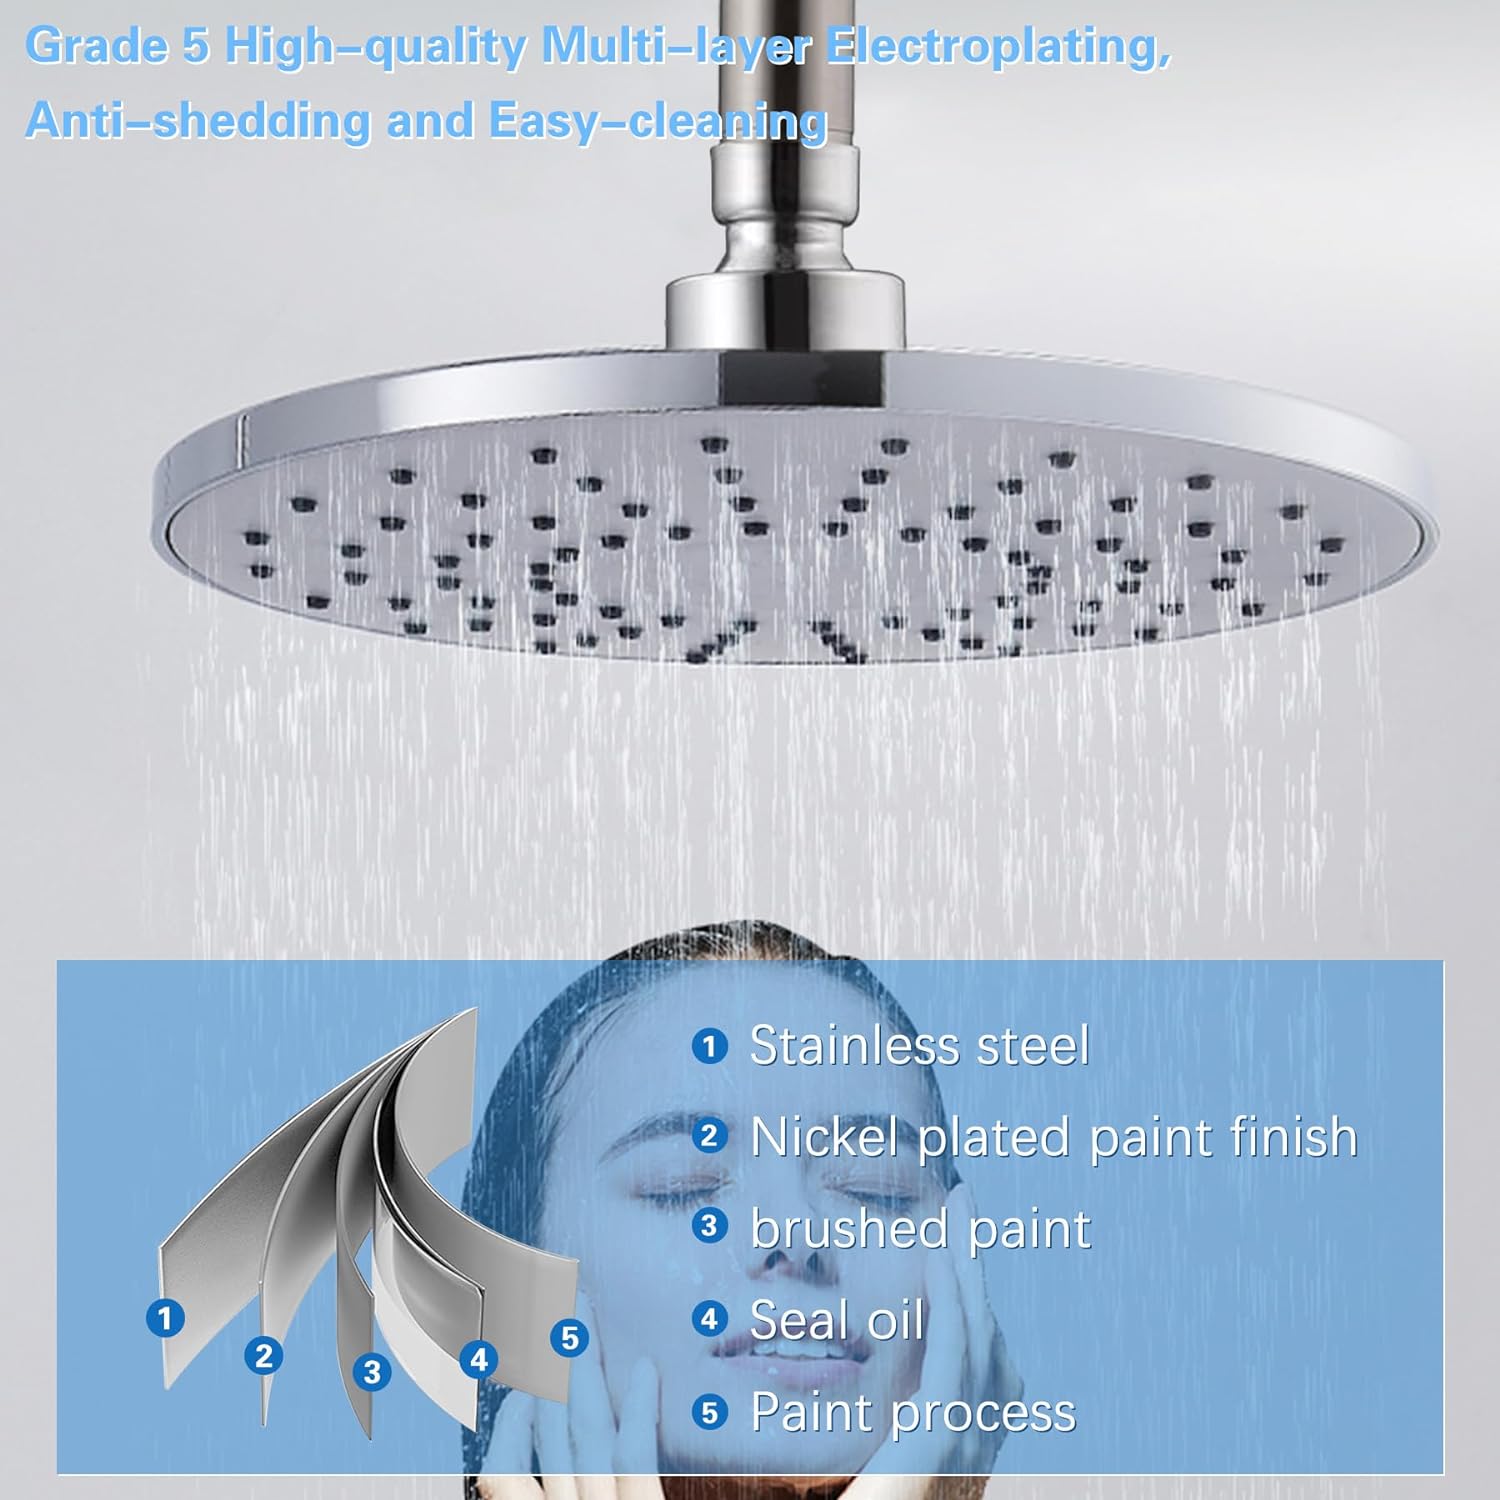 Grade 5 High-quality Multi-layer Electroplating,
Anti-shedding and Easy-cleaning
1 Stainless steel
2 Nickel plated paint finish
3 brushed paint
4 Seal oil
5 Paint process
1
2
3
4
5